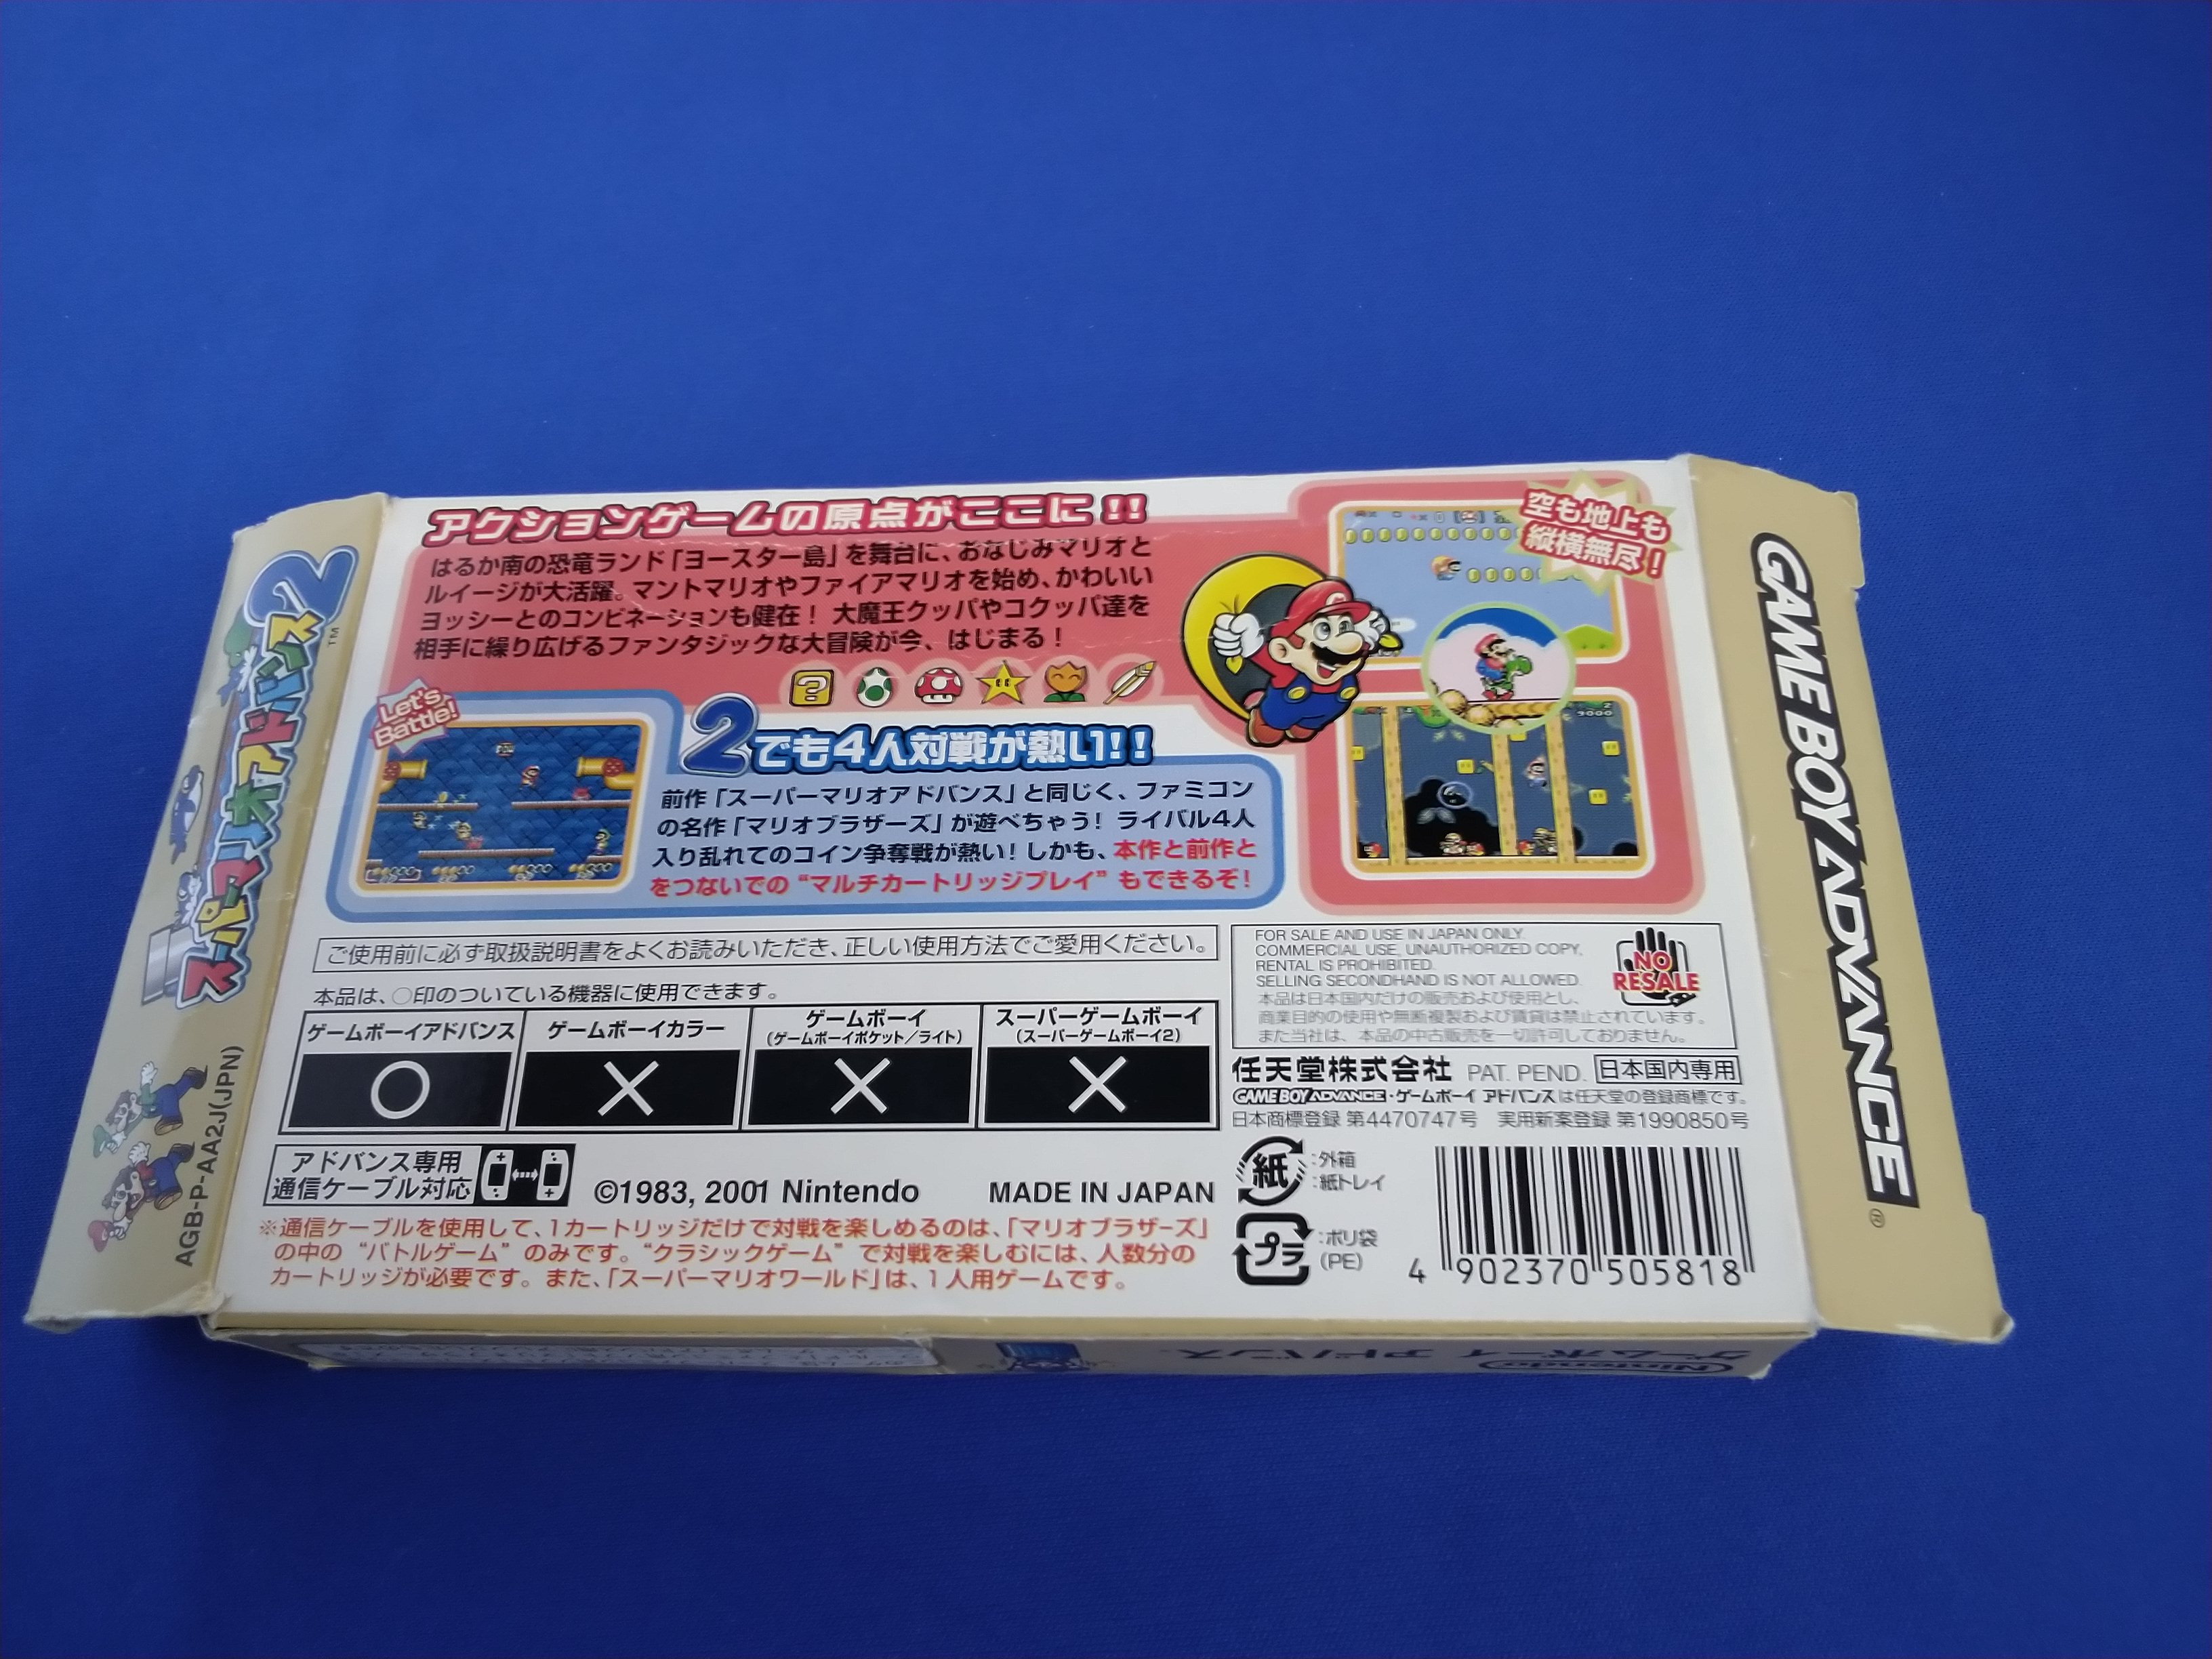 アクションゲームの原点がここに!!
はるか南の恐竜ランド「ヨースター島」を舞台に、おなじみマリオと
ルイージが大活躍。マントマリオやファイアマリオを始め、かわいい
ヨッシーとのコンビネーションも健在！大魔王クッパやコクッパ達を
相手に繰り広げるファンタジックな大冒険が今、はじまる！
空も地上も
縦横無尽！
Let's
Battle!
2でも4人対戦が熱い!!
前作「スーパーマリオアドバンス」と同じく、ファミコン
の名作「マリオブラザーズ」が遊べちゃう！ライバル4人
入り乱れてのコイン争奪戦が熱い！しかも、本作と前作と
をつないでの“マルチカートリッジプレイ”もできるぞ！
ご使用前に必ず取扱説明書をよくお読みいただき、正しい使用方法でご愛用ください。
本品は、○印のついている機器に使用できます。
ゲームボーイアドバンス
ゲームボーイカラー
ゲームボーイ
(ゲームボーイポケット／ライト)
スーパーゲームボーイ
(スーパーゲームボーイ2)
○ × × ×
アドバンス専用
通信ケーブル対応
©1983, 2001 Nintendo
MADE IN JAPAN
※通信ケーブルを使用して、1カートリッジだけで対戦を楽しめるのは、「マリオブラザーズ」
の中の“バトルゲーム”のみです。“クラシックゲーム”で対戦を楽しむには、人数分の
カートリッジが必要です。また、「スーパーマリオワールド」は、1人用ゲームです。
FOR SALE AND USE IN JAPAN ONLY
COMMERCIAL USE, UNAUTHORIZED COPY,
RENTAL IS PROHIBITED.
SELLING SECONDHAND IS NOT ALLOWED.
本品は日本国内だけの販売および使用とし、
商業目的の使用や無断複製および賃貸は禁止されています。
また当社は、本品の中古販売を一切許可しておりません。
NO
RESALE
任天堂株式会社 PAT. PEND. 日本国内専用
GAME BOY ADVANCE・ゲームボーイ アドバンスは任天堂の登録商標です。
日本商標登録 第4470747号 実用新案登録 第1990850号
紙
:外箱
:紙トレイ
プラ
:ポリ袋
(PE)
4 902370 505818
スーパーマリオアドバンス2
TM
AGB-P-AA2J(JPN)
GAME BOY ADVANCE
®
Nintendo
ゲームボーイ アドバンス